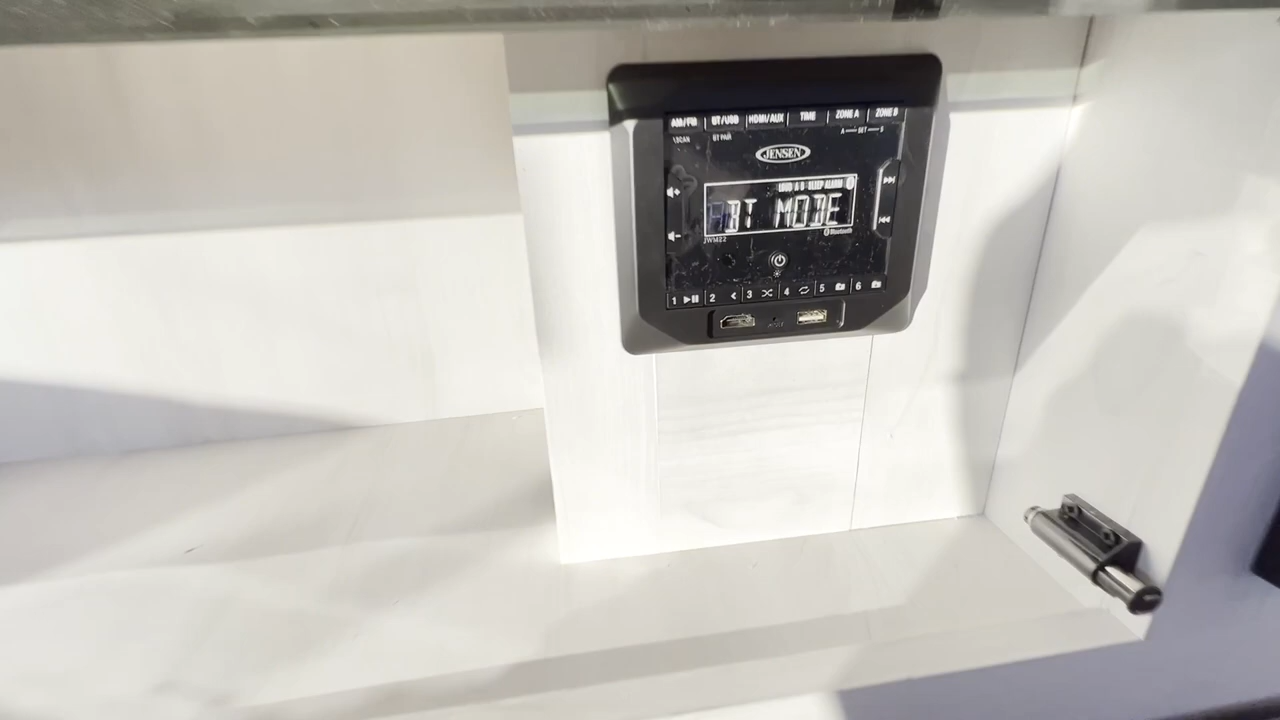 AM/FM BT/USB HDMI/AUX TIME ZONE A ZONE B
\SCAN BT PAIR A — SET — B
JENSEN
LOUD A B SLEEP ALARM
BT MODE
JWM22 Bluetooth
1 2 3 4 5 6